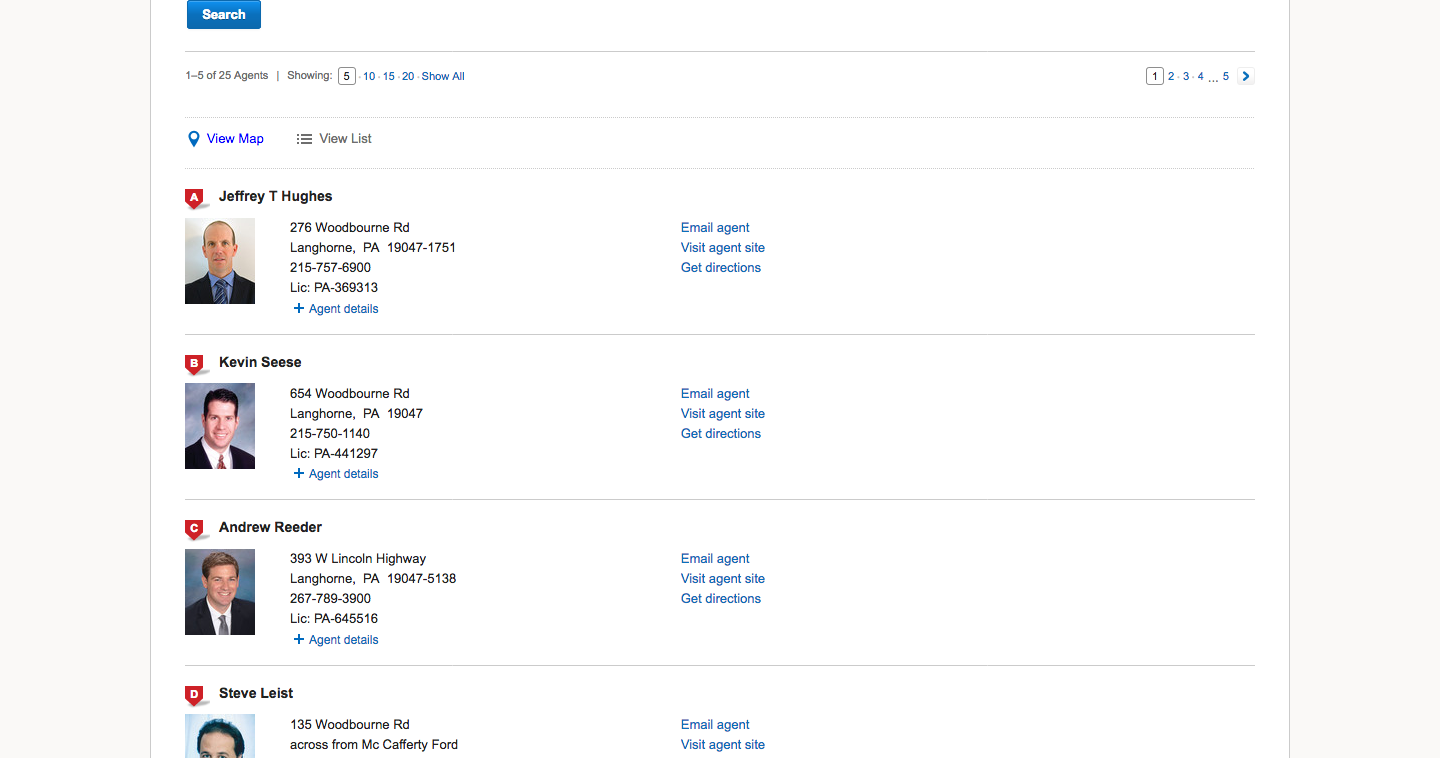 Search
1–5 of 25 Agents | Showing: 5 · 10 · 15 · 20 · Show All
1 2 · 3 · 4 ... 5
View Map View List
A Jeffrey T Hughes
276 Woodbourne Rd
Langhorne, PA 19047-1751
215-757-6900
Lic: PA-369313
+ Agent details
Email agent
Visit agent site
Get directions
B Kevin Seese
654 Woodbourne Rd
Langhorne, PA 19047
215-750-1140
Lic: PA-441297
+ Agent details
Email agent
Visit agent site
Get directions
C Andrew Reeder
393 W Lincoln Highway
Langhorne, PA 19047-5138
267-789-3900
Lic: PA-645516
+ Agent details
Email agent
Visit agent site
Get directions
D Steve Leist
135 Woodbourne Rd
across from Mc Cafferty Ford
Email agent
Visit agent site